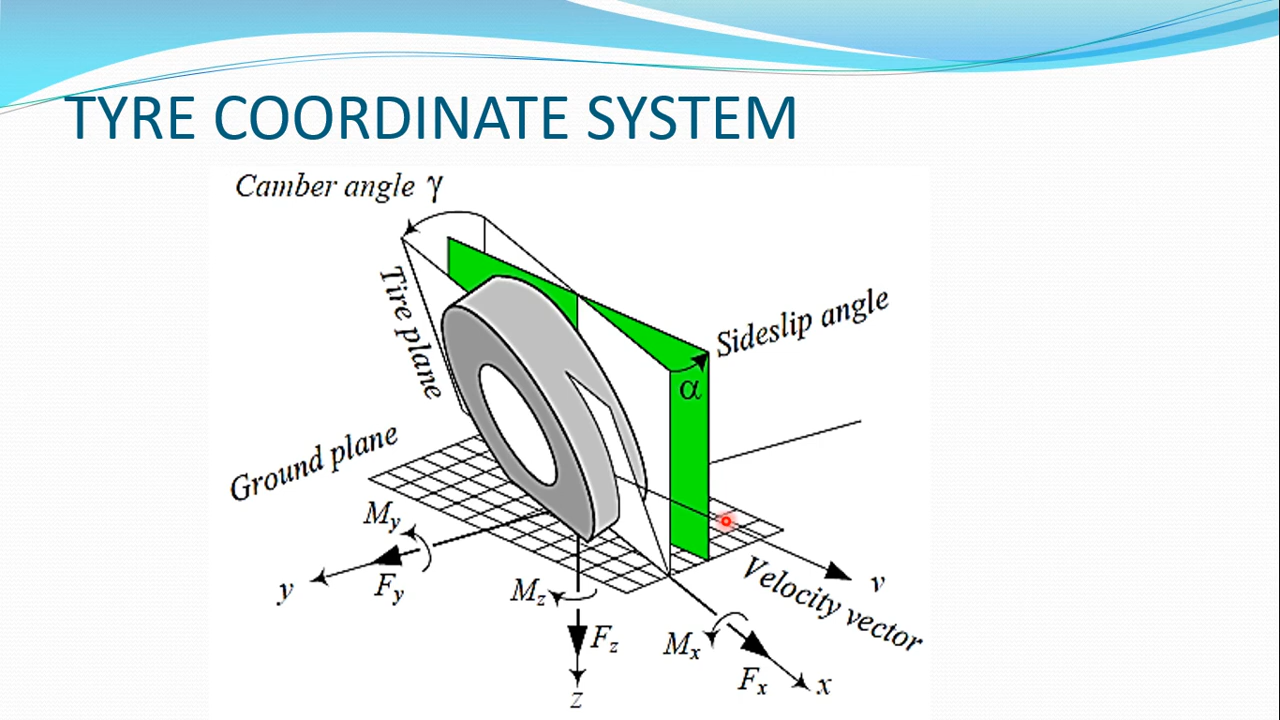 TYRE COORDINATE SYSTEM
Camber angle γ
Tire plane
Sideslip angle
α
Ground plane
My
Fy
y
Mz
Fz
z
Mx
Fx
x
Velocity vector
v